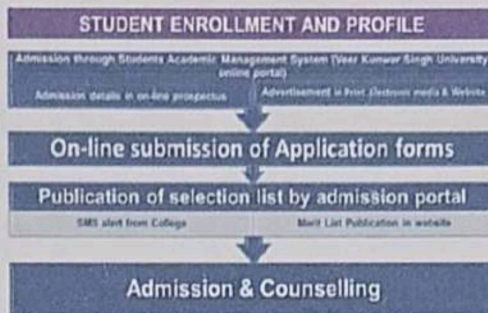 STUDENT ENROLLMENT AND PROFILE
Admission through Students Academic Management System (Veer Kunwar Singh University
online portal)
Admission details in on-line prospectus
Advertisement in Print, Electronic media & Website
On-line submission of Application forms
Publication of selection list by admission portal
SMS alert from College
Merit List Publication in website
Admission & Counselling